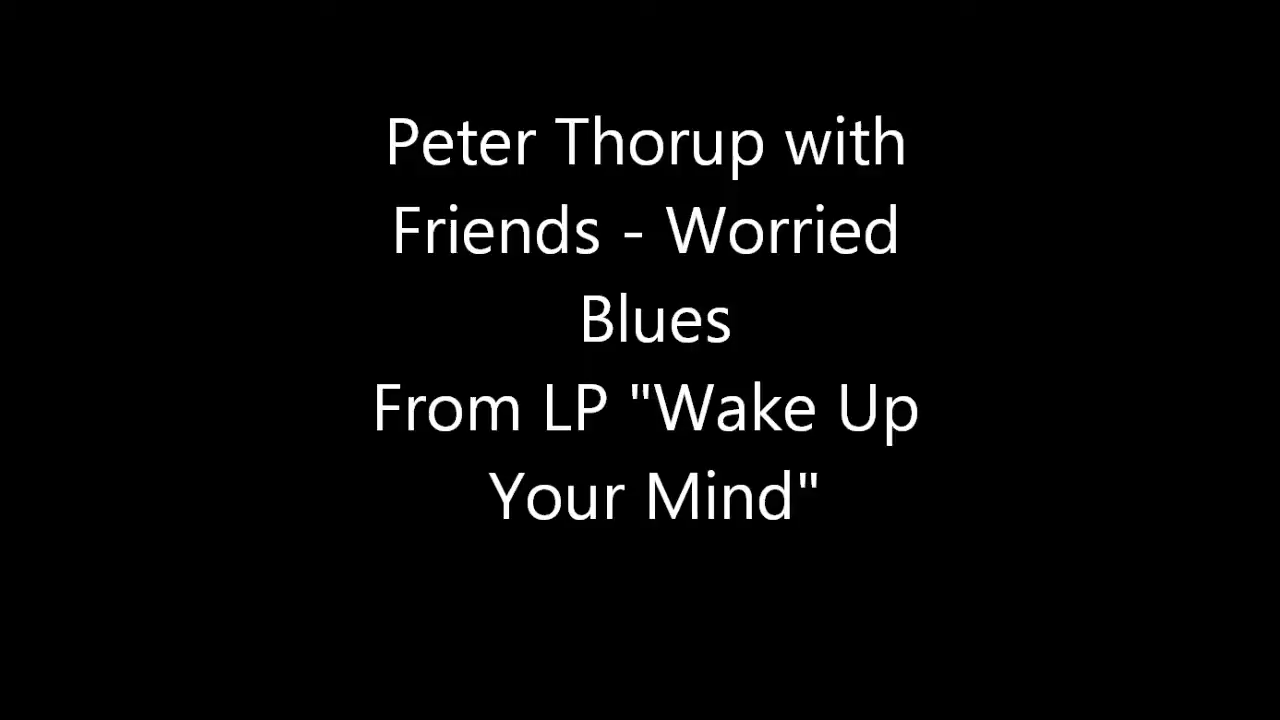 Peter Thorup with
Friends - Worried
Blues
From LP "Wake Up
Your Mind"